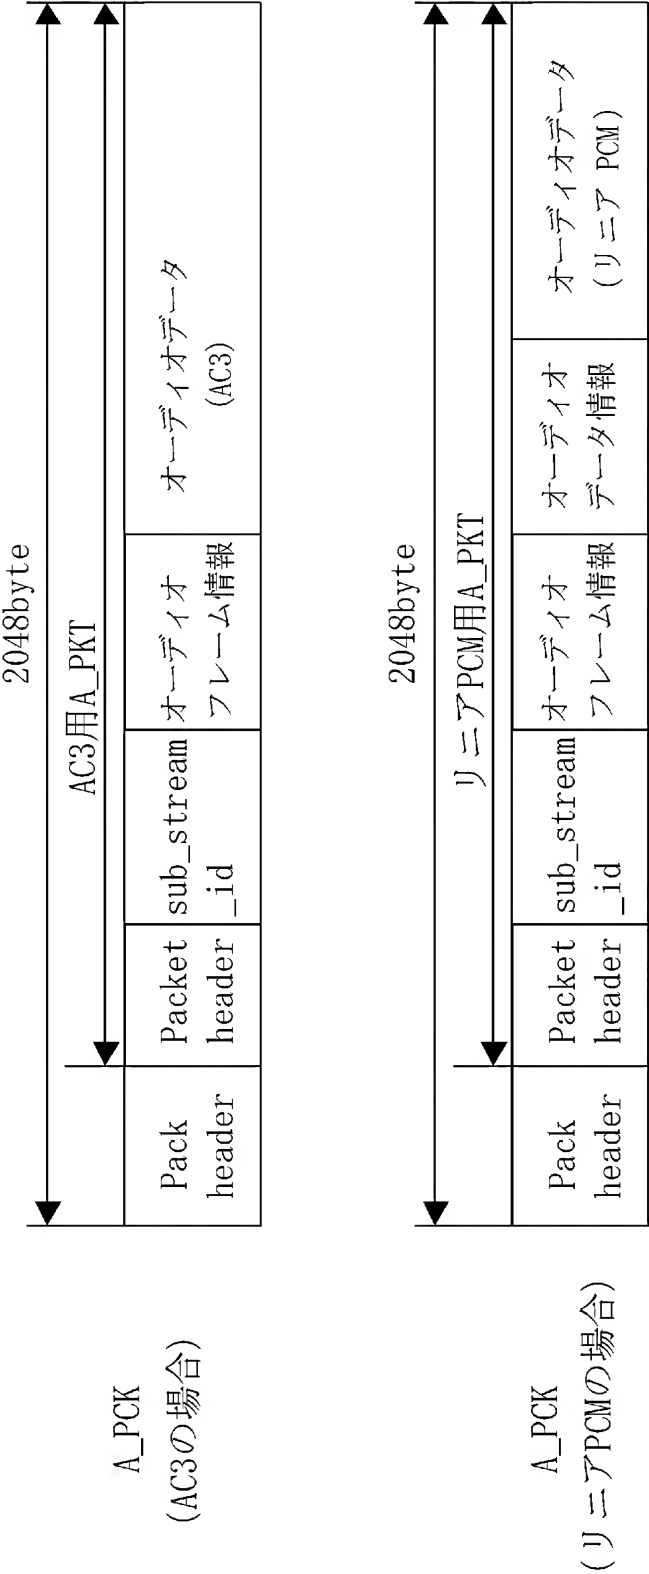 2048byte
AC3用A_PKT
A_PCK
(AC3の場合)
Pack
header
Packet
header
sub_stream
_id
オーディオ
フレーム情報
オーディオデータ
(AC3)
2048byte
リニアPCM用A_PKT
A_PCK
(リニアPCMの場合)
Pack
header
Packet
header
sub_stream
_id
オーディオ
フレーム情報
オーディオ
データ情報
オーディオデータ
(リニア PCM)